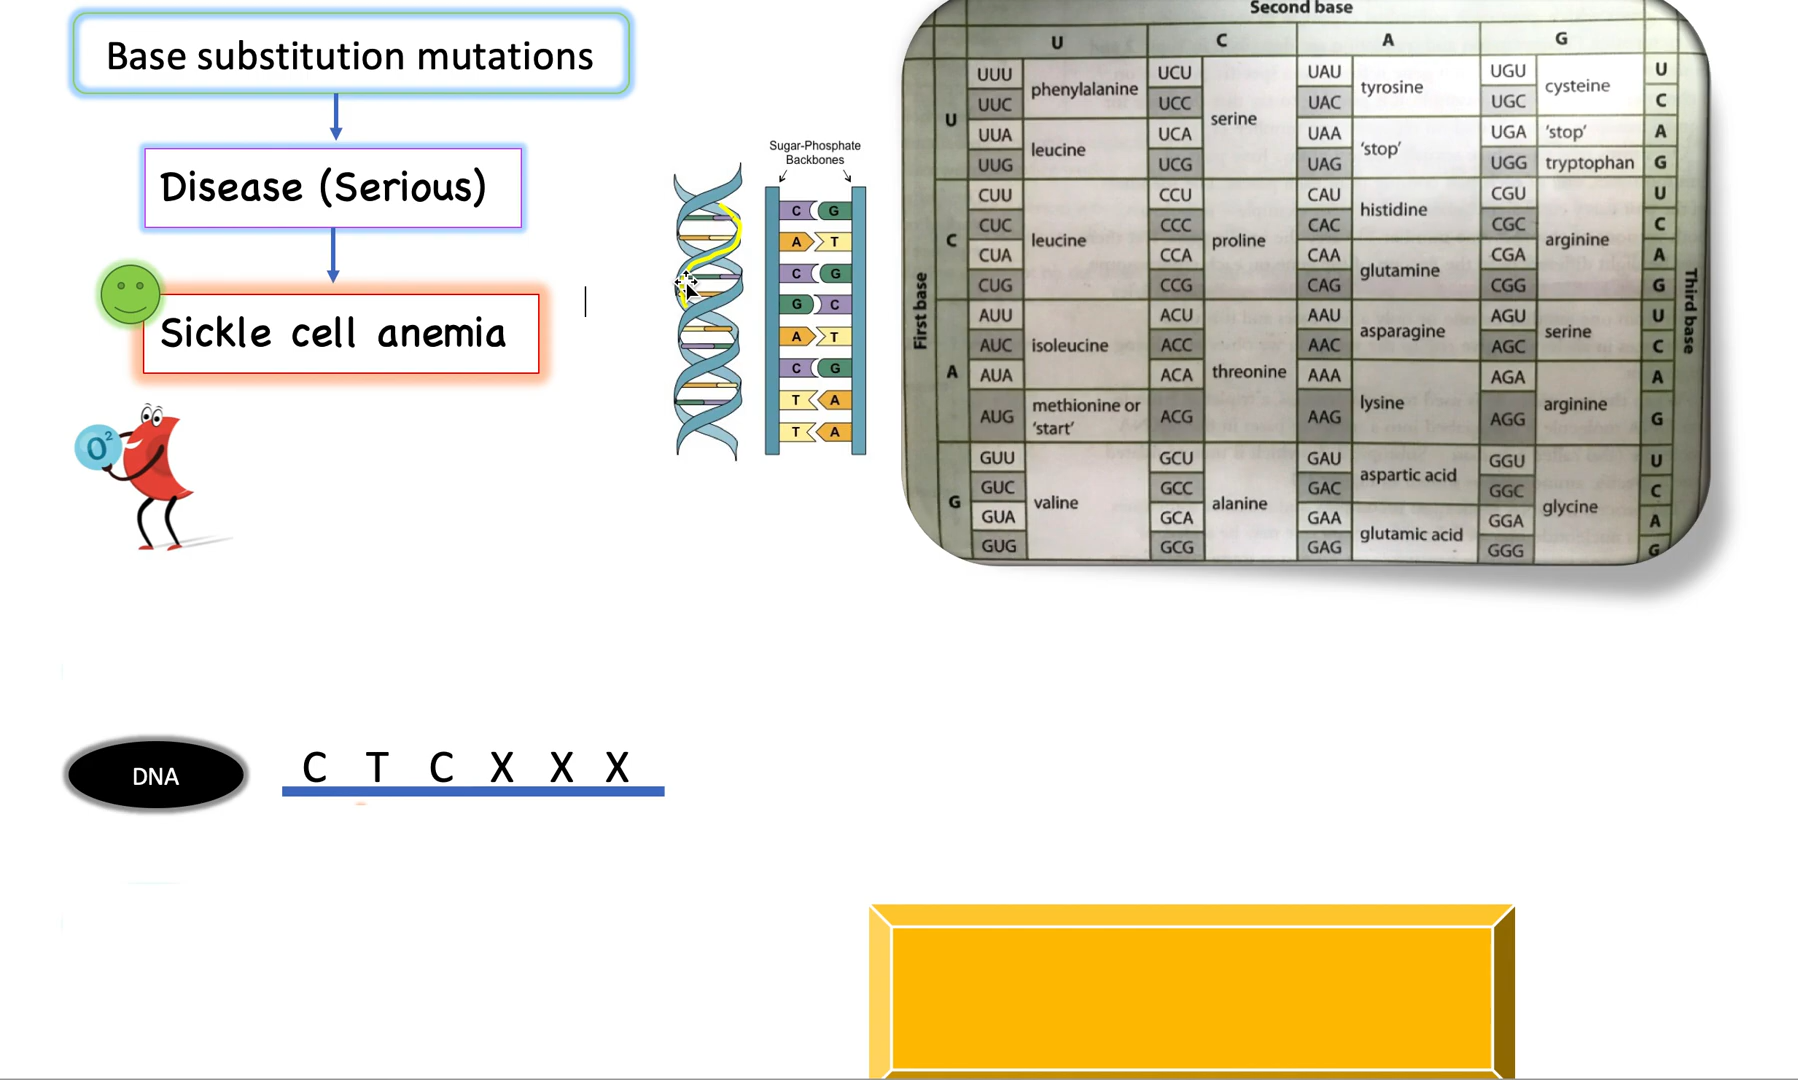 Base substitution mutations
Disease (Serious)
Sickle cell anemia
O2
Sugar-Phosphate
Backbones
C G
A T
C G
G C
A T
C G
T A
T A
Second base
U C A G
First base
Third base
U
UUU phenylalanine UCU serine UAU tyrosine UGU cysteine U
UUC UCC UAC UGC C
UUA leucine UCA UAA 'stop' UGA 'stop' A
UUG UCG UAG UGG tryptophan G
C
CUU leucine CCU proline CAU histidine CGU arginine U
CUC CCC CAC CGC C
CUA CCA CAA glutamine CGA A
CUG CCG CAG CGG G
A
AUU isoleucine ACU threonine AAU asparagine AGU serine U
AUC ACC AAC AGC C
AUA ACA AAA lysine AGA arginine A
AUG methionine or 'start' ACG AAG AGG G
G
GUU valine GCU alanine GAU aspartic acid GGU glycine U
GUC GCC GAC GGC C
GUA GCA GAA glutamic acid GGA A
GUG GCG GAG GGG G
DNA
C T C X X X